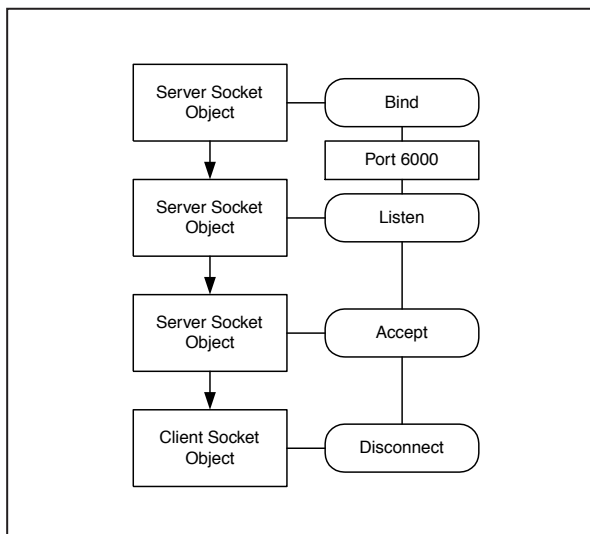 Server Socket
Object
Bind
Port 6000
Server Socket
Object
Listen
Server Socket
Object
Accept
Client Socket
Object
Disconnect